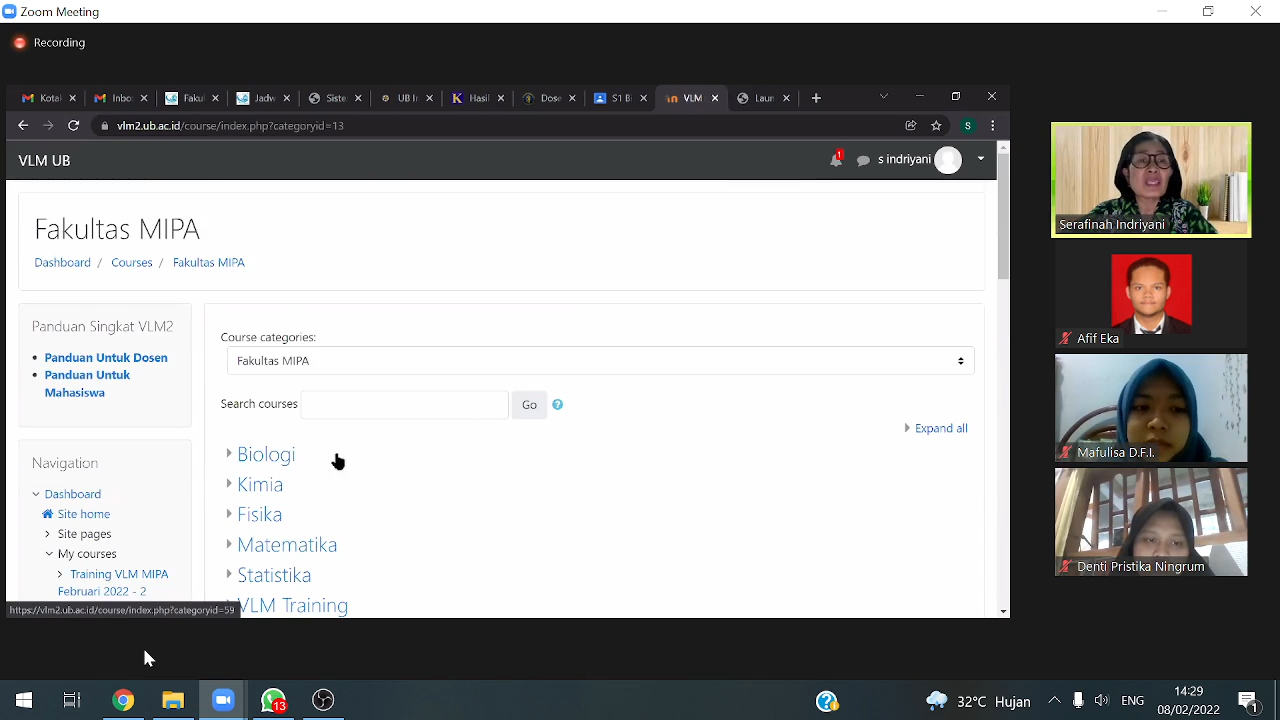 Zoom Meeting
Recording
Kotal
Inbo
Fakul
Jadw
Siste
UB In
Hasil
Dose
S1 Bi
VLM
Laun
vlm2.ub.ac.id/course/index.php?categoryid=13
S
VLM UB
1
s indriyani
Fakultas MIPA
Dashboard / Courses / Fakultas MIPA
Panduan Singkat VLM2
Panduan Untuk Dosen
Panduan Untuk
Mahasiswa
Navigation
Dashboard
Site home
Site pages
My courses
Training VLM MIPA
Februari 2022 - 2
https://vlm2.ub.ac.id/course/index.php?categoryid=59
Course categories:
Fakultas MIPA
Search courses
Go
?
Expand all
Biologi
Kimia
Fisika
Matematika
Statistika
VLM Training
Serafinah Indriyani
Afif Eka
Mafulisa D.F.I.
Denti Pristika Ningrum
13
32°C Hujan
ENG
14:29
08/02/2022
1